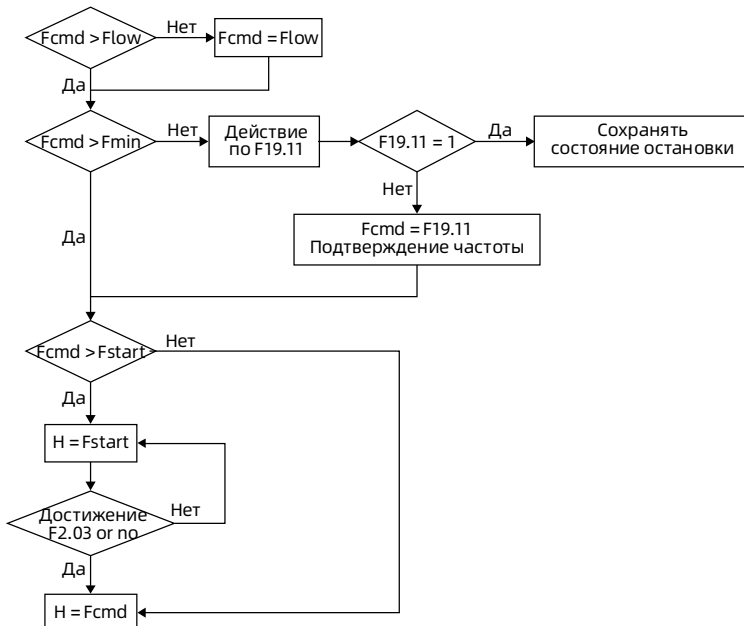 Fcmd > Flow
Нет
Fcmd = Flow
Да
Fcmd > Fmin
Нет
Действие
по F19.11
F19.11 = 1
Да
Сохранять
состояние остановки
Нет
Да
Fcmd = F19.11
Подтверждение частоты
Fcmd > Fstart
Нет
Да
H = Fstart
Достижение
F2.03 or no
Нет
Да
H = Fcmd